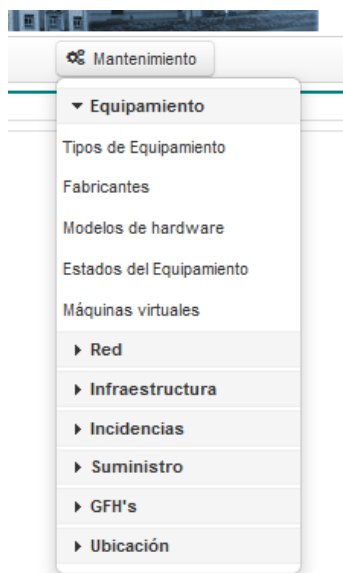 Mantenimiento
Equipamiento
Tipos de Equipamiento
Fabricantes
Modelos de hardware
Estados del Equipamiento
Máquinas virtuales
Red
Infraestructura
Incidencias
Suministro
GFH's
Ubicación